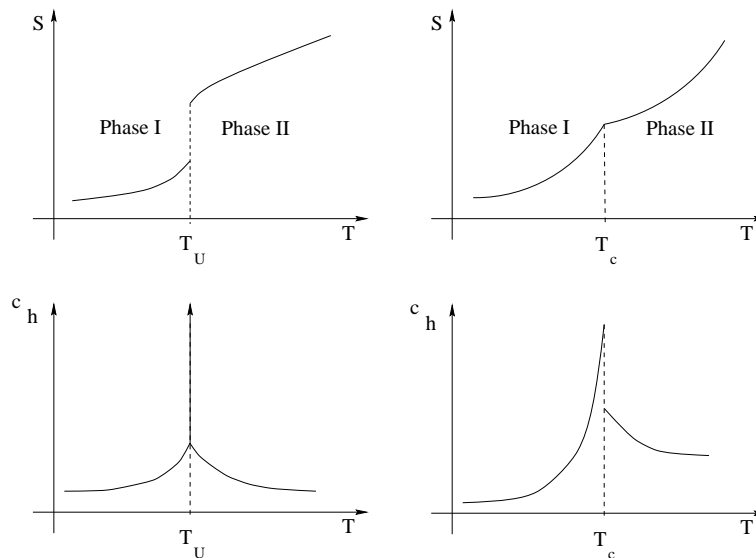 S
Phase I
Phase II
T
T_U
S
Phase I
Phase II
T
T_c
c_h
T
T_U
c_h
T
T_c